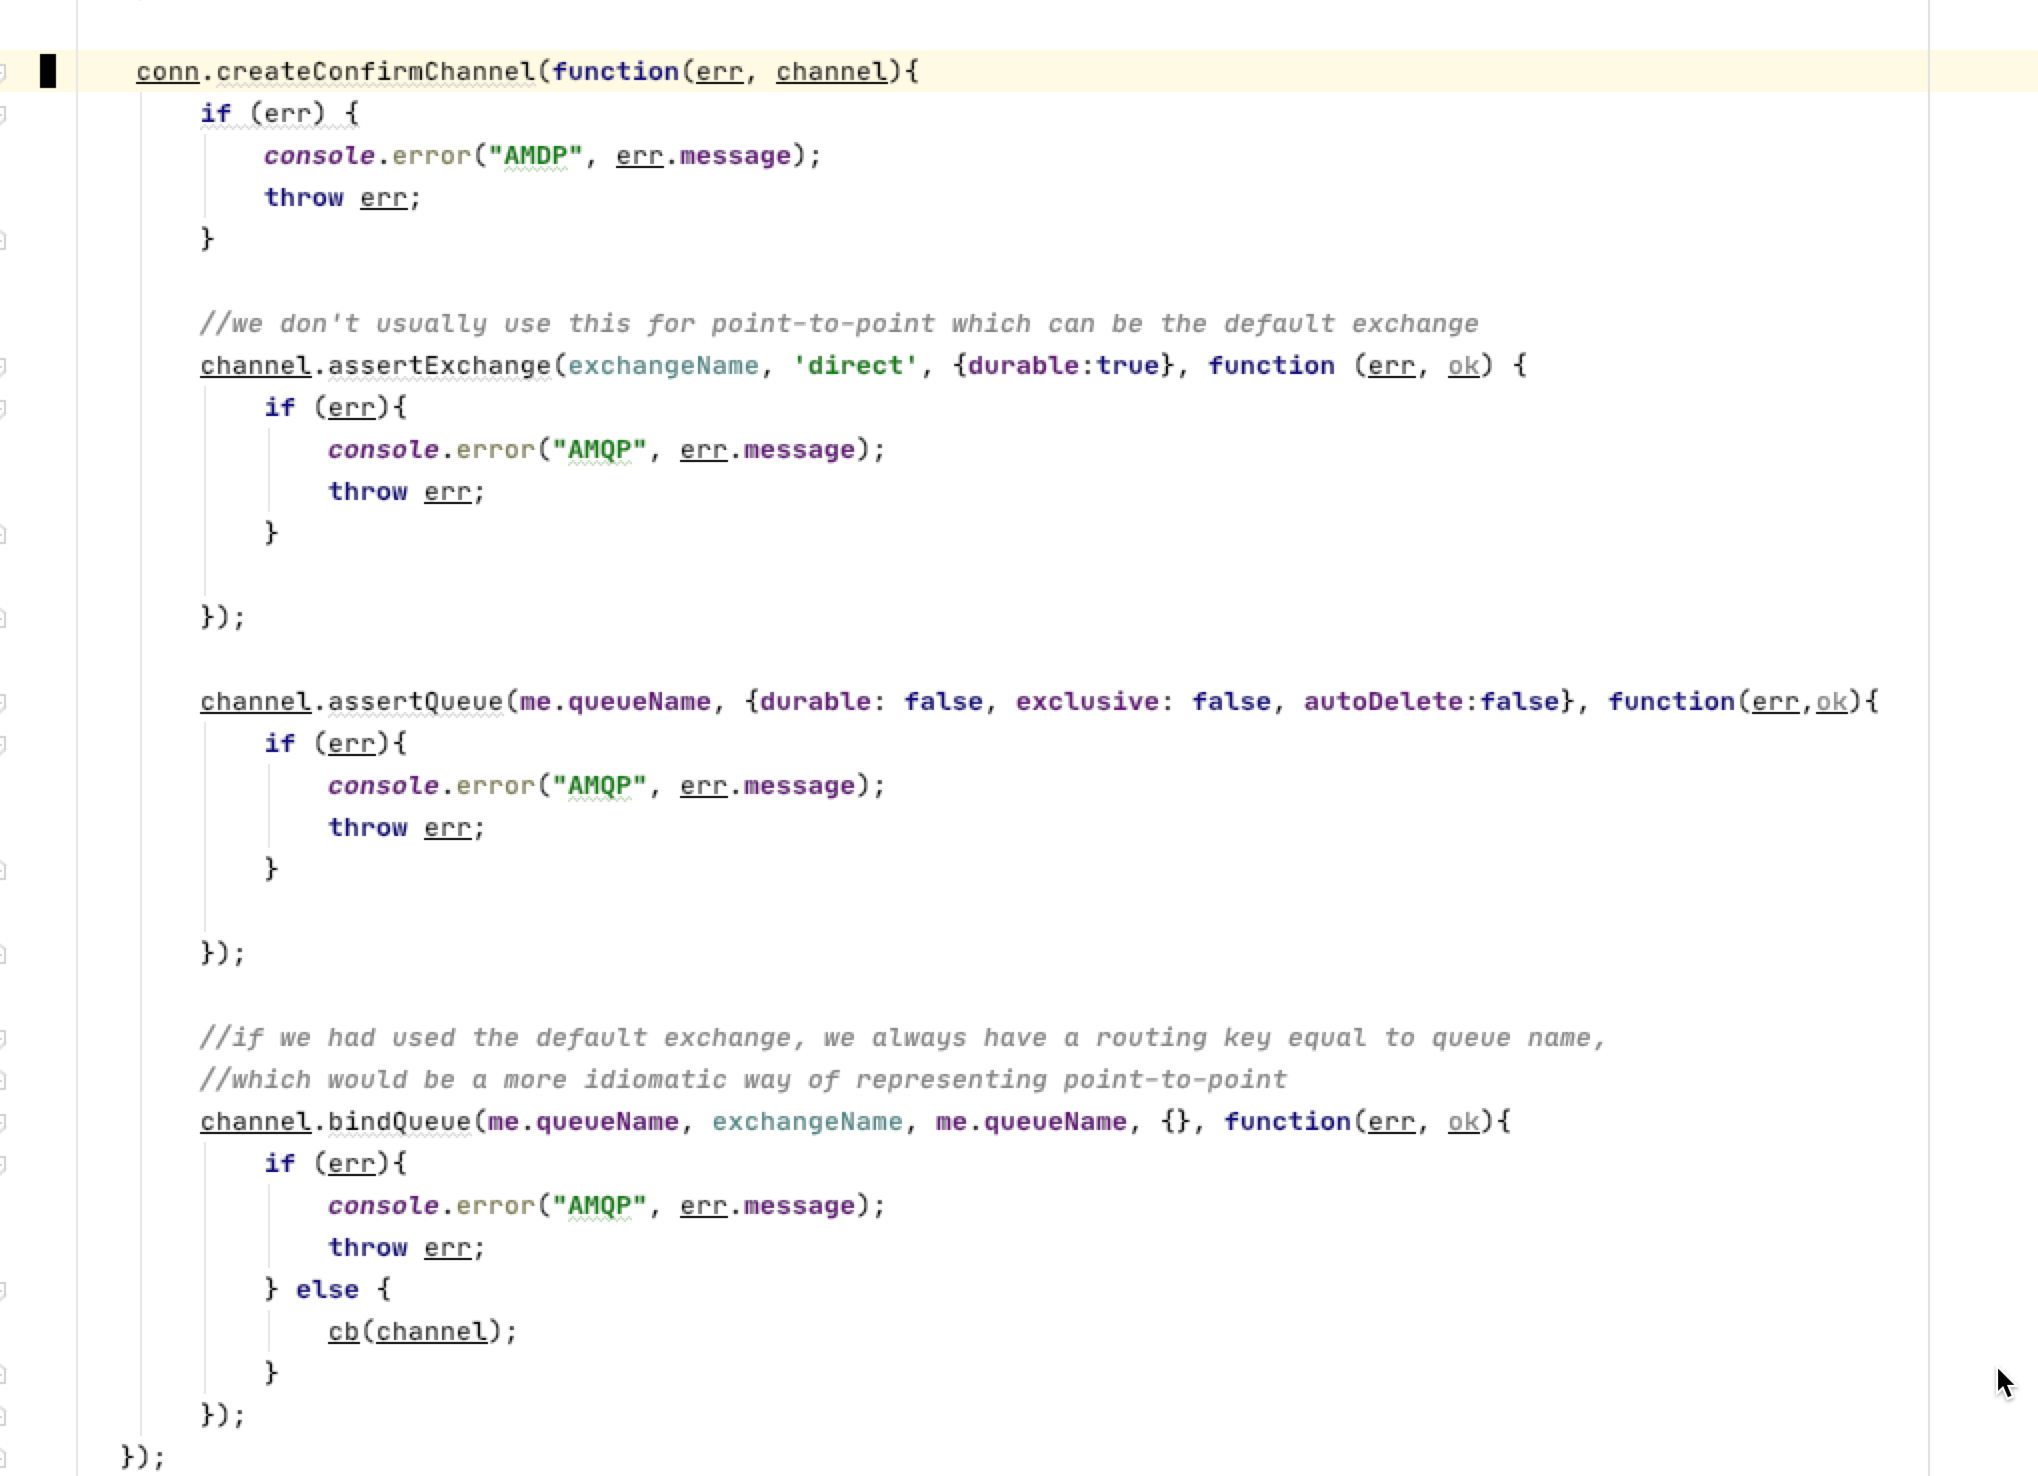 conn.createConfirmChannel(function(err, channel){
if (err) {
console.error("AMDP", err.message);
throw err;
}
//we don't usually use this for point-to-point which can be the default exchange
channel.assertExchange(exchangeName, 'direct', {durable:true}, function (err, ok) {
if (err){
console.error("AMQP", err.message);
throw err;
}
});
channel.assertQueue(me.queueName, {durable: false, exclusive: false, autoDelete:false}, function(err,ok){
if (err){
console.error("AMQP", err.message);
throw err;
}
});
//if we had used the default exchange, we always have a routing key equal to queue name,
//which would be a more idiomatic way of representing point-to-point
channel.bindQueue(me.queueName, exchangeName, me.queueName, {}, function(err, ok){
if (err){
console.error("AMQP", err.message);
throw err;
} else {
cb(channel);
}
});
});